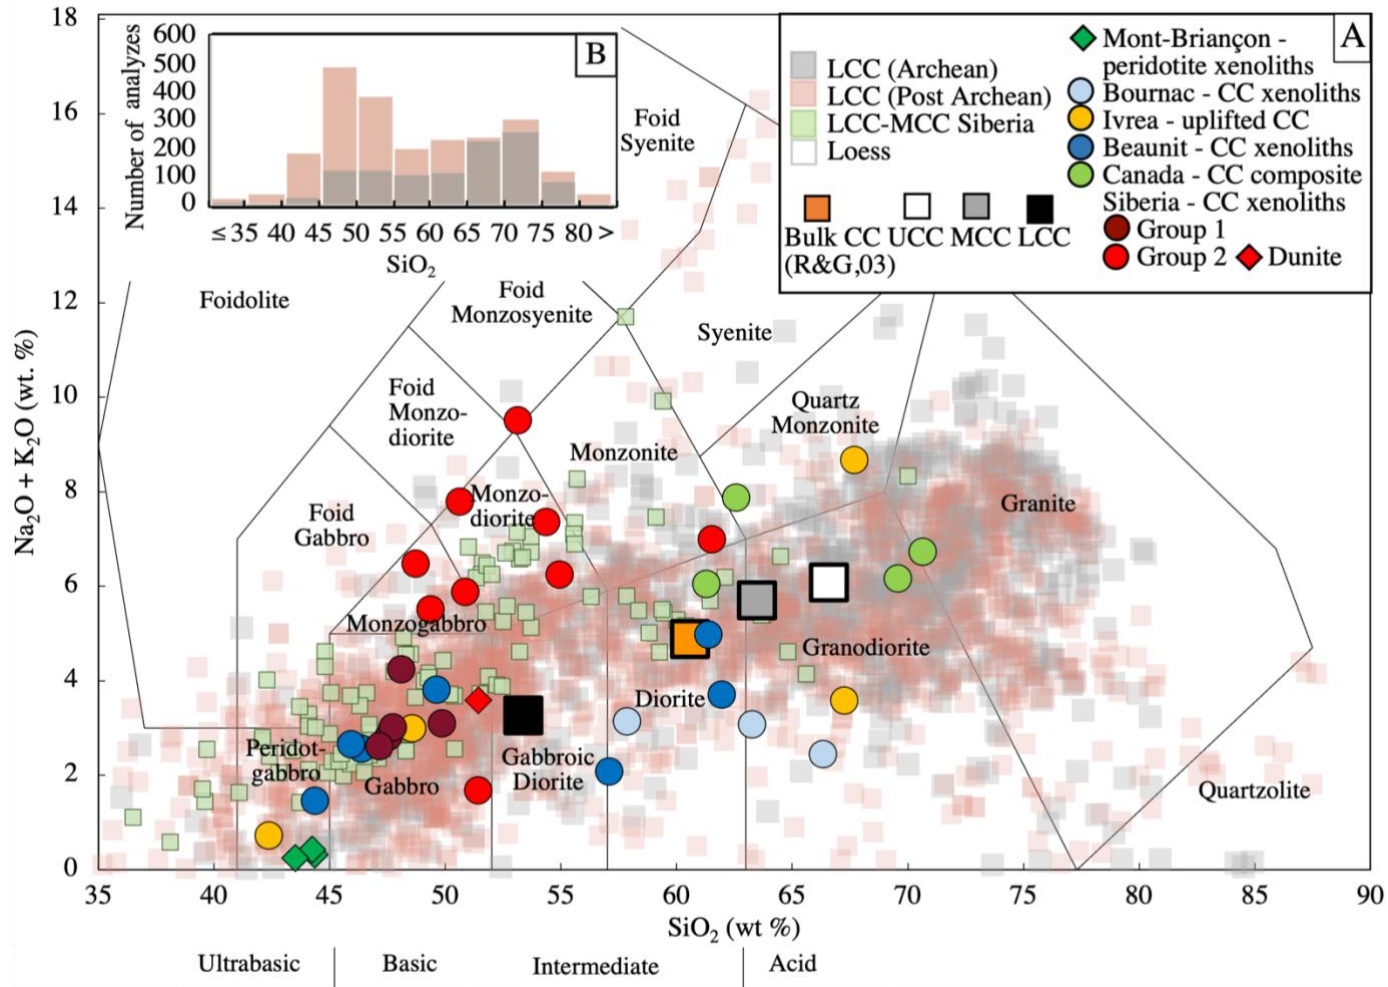 18
16
14
12
10
8
6
4
2
0
Na₂O + K₂O (wt. %)
35 40 45 50 55 60 65 70 75 80 85 90
SiO₂ (wt %)
Ultrabasic Basic Intermediate Acid
B
600
500
400
300
200
100
0
Number of analyzes
≤35 40 45 50 55 60 65 70 75 80 >
SiO₂
A
LCC (Archean)
LCC (Post Archean)
LCC-MCC Siberia
Loess
Bulk CC UCC MCC LCC
(R&G,03)
Mont-Briançon -
peridotite xenoliths
Bournac - CC xenoliths
Ivrea - uplifted CC
Beaunit - CC xenoliths
Canada - CC composite
Siberia - CC xenoliths
Group 1
Group 2 Dunite
Foid
Syenite
Foidolite
Foid
Monzosyenite
Syenite
Foid
Monzo-
diorite
Quartz
Monzonite
Monzonite
Monzo-
diorite
Foid
Gabbro
Granite
Monzogabbro
Granodiorite
Diorite
Peridot-
gabbro
Gabbro
Gabbroic
Diorite
Quartzolite